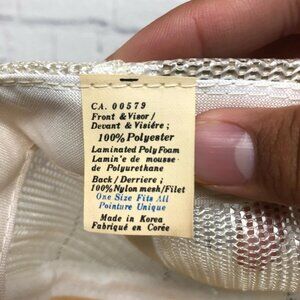 CA. 00579
Front & Visor/
Devant & Visière ;
100% Polyester
Laminated Poly Foam
Lamin'e de mousse
de Polyurethane
Back / Derriere ;
100% Nylon mesh/Filet
One Size Fits All
Pointure Unique
Made in Korea
Fabriqué en Corée